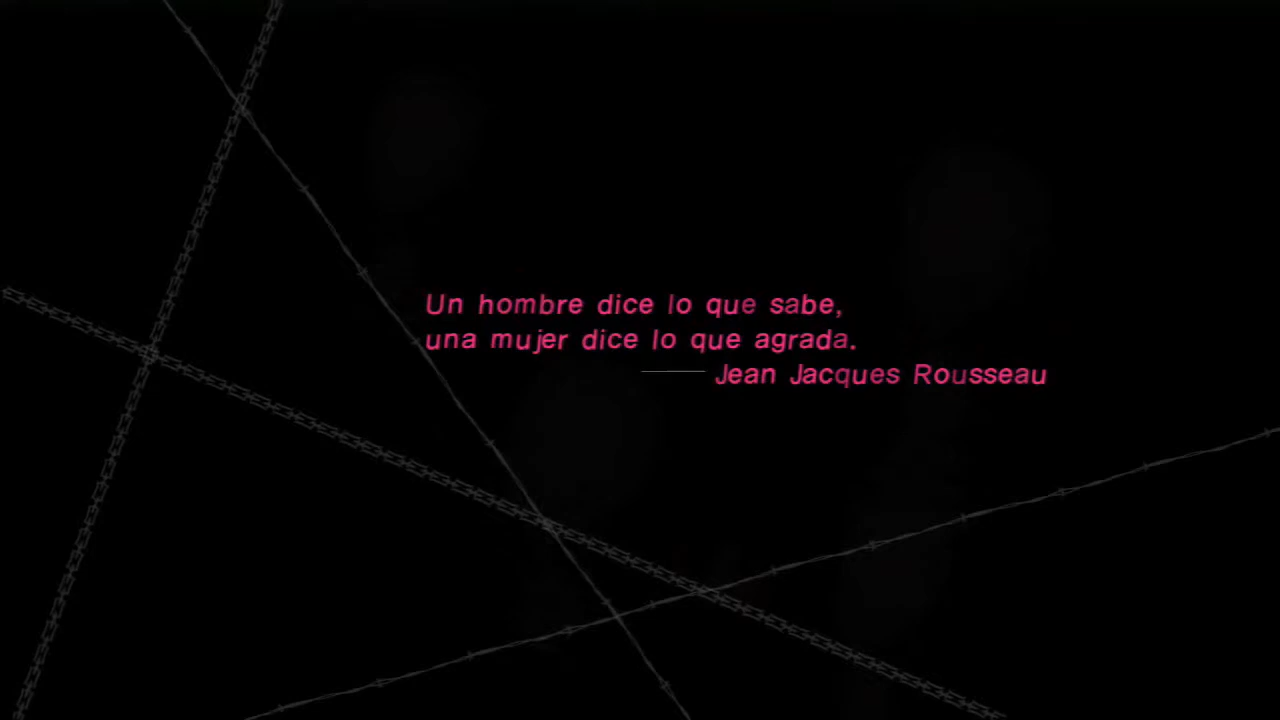 Un hombre dice lo que sabe,
una mujer dice lo que agrada.
Jean Jacques Rousseau